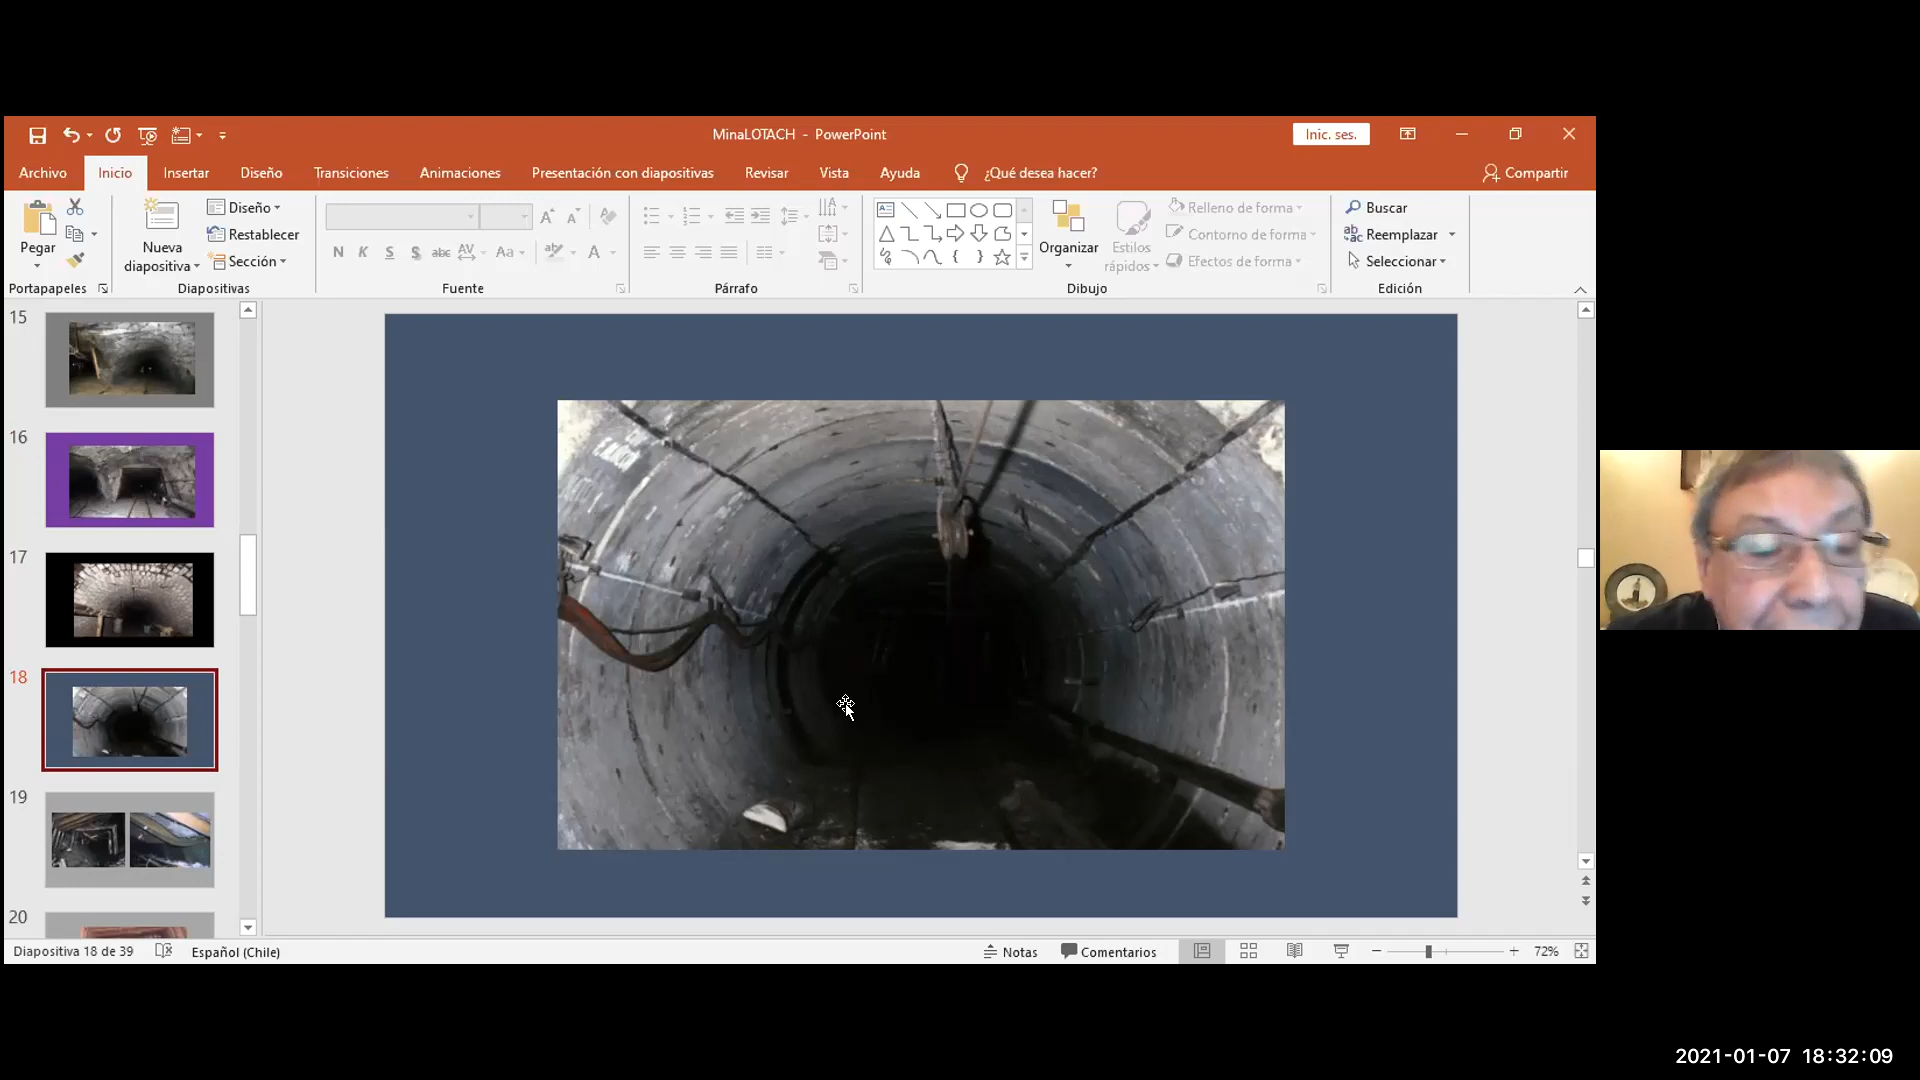 MinaLOTACH - PowerPoint
Inic. ses.
Archivo Inicio Insertar Diseño Transiciones Animaciones Presentación con diapositivas Revisar Vista Ayuda ¿Qué desea hacer? Compartir
Pegar
Nueva diapositiva
Diseño
Restablecer
Sección
N K S S abc AV Aa A
Organizar
Estilos rápidos
Relleno de forma
Contorno de forma
Efectos de forma
Buscar
Reemplazar
Seleccionar
Portapapeles Diapositivas Fuente Párrafo Dibujo Edición
15
16
17
18
19
20
Diapositiva 18 de 39 Español (Chile) Notas Comentarios 72%
2021-01-07 18:32:09